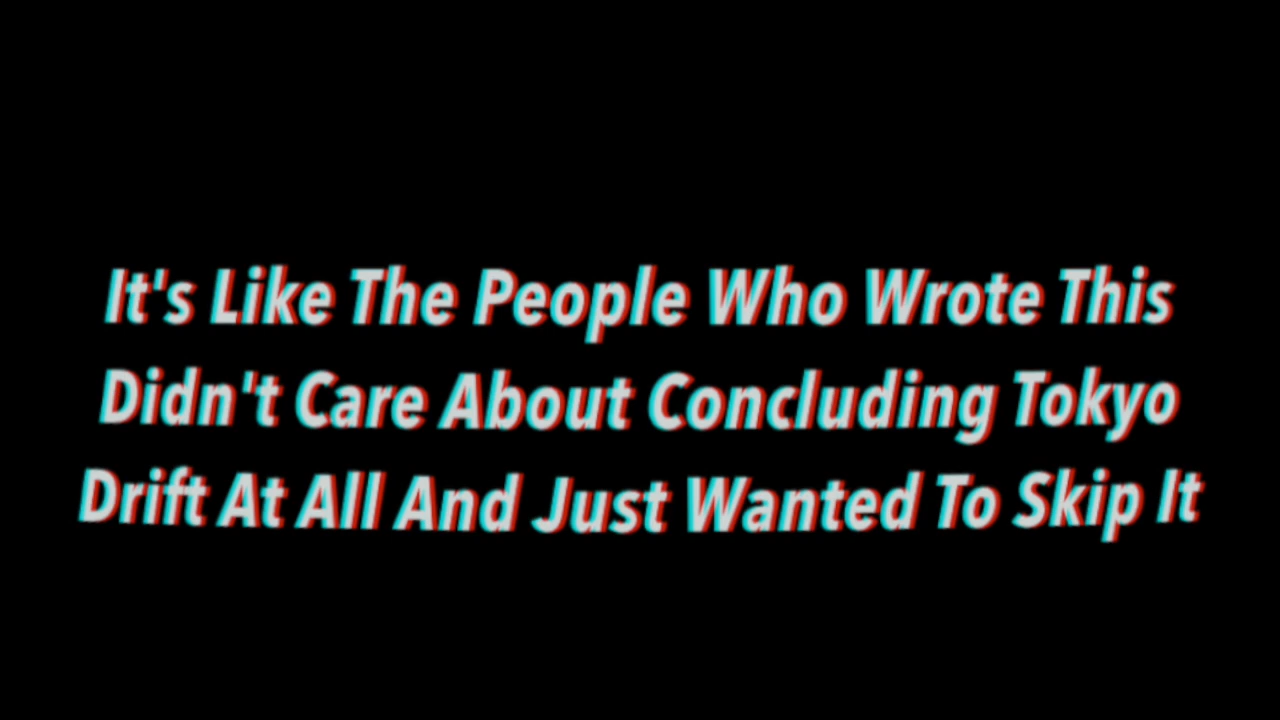 It's Like The People Who Wrote This
Didn't Care About Concluding Tokyo
Drift At All And Just Wanted To Skip It